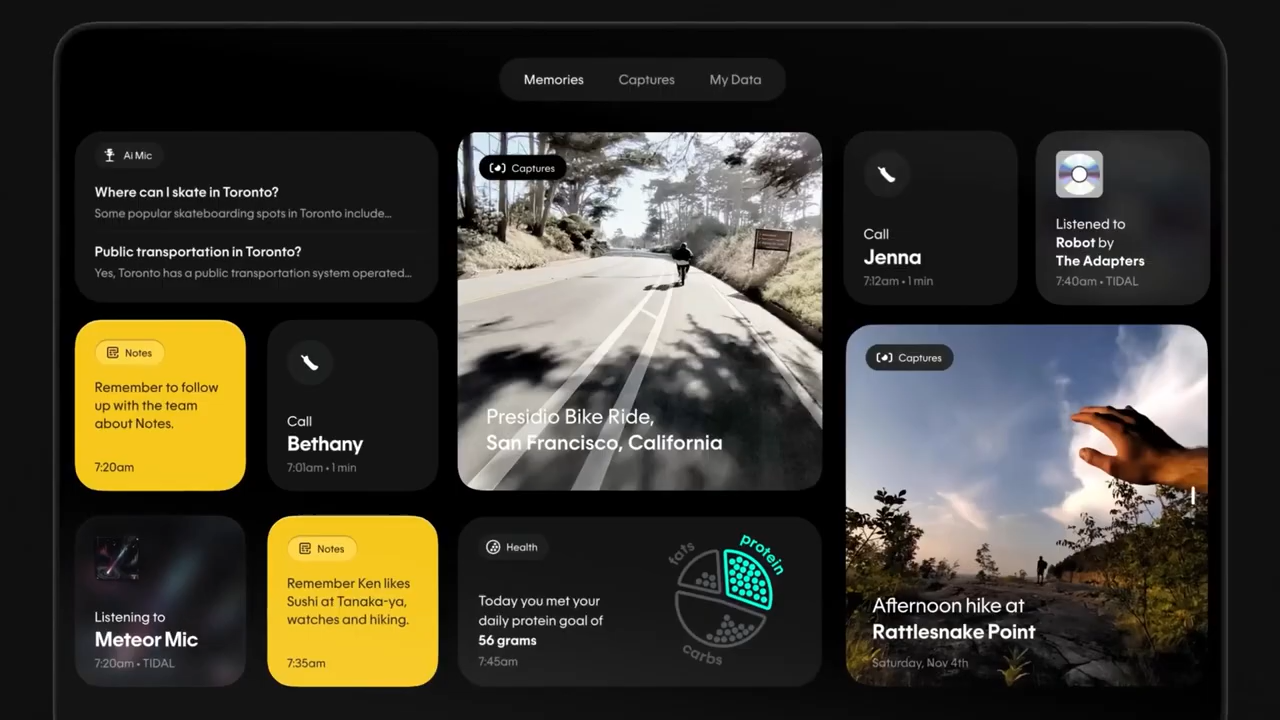 Memories Captures My Data
Ai Mic
Where can I skate in Toronto?
Some popular skateboarding spots in Toronto include...
Public transportation in Toronto?
Yes, Toronto has a public transportation system operated...
Notes
Remember to follow
up with the team
about Notes.
7:20am
Call
Bethany
7:01am • 1 min
Listening to
Meteor Mic
7:20am • TIDAL
Notes
Remember Ken likes
Sushi at Tanaka-ya,
watches and hiking.
7:35am
Captures
Presidio Bike Ride,
San Francisco, California
Health
Today you met your
daily protein goal of
56 grams
7:45am
fats
protein
carbs
Call
Jenna
7:12am • 1 min
Listened to
Robot by
The Adapters
7:40am • TIDAL
Captures
Afternoon hike at
Rattlesnake Point
Saturday, Nov 4th